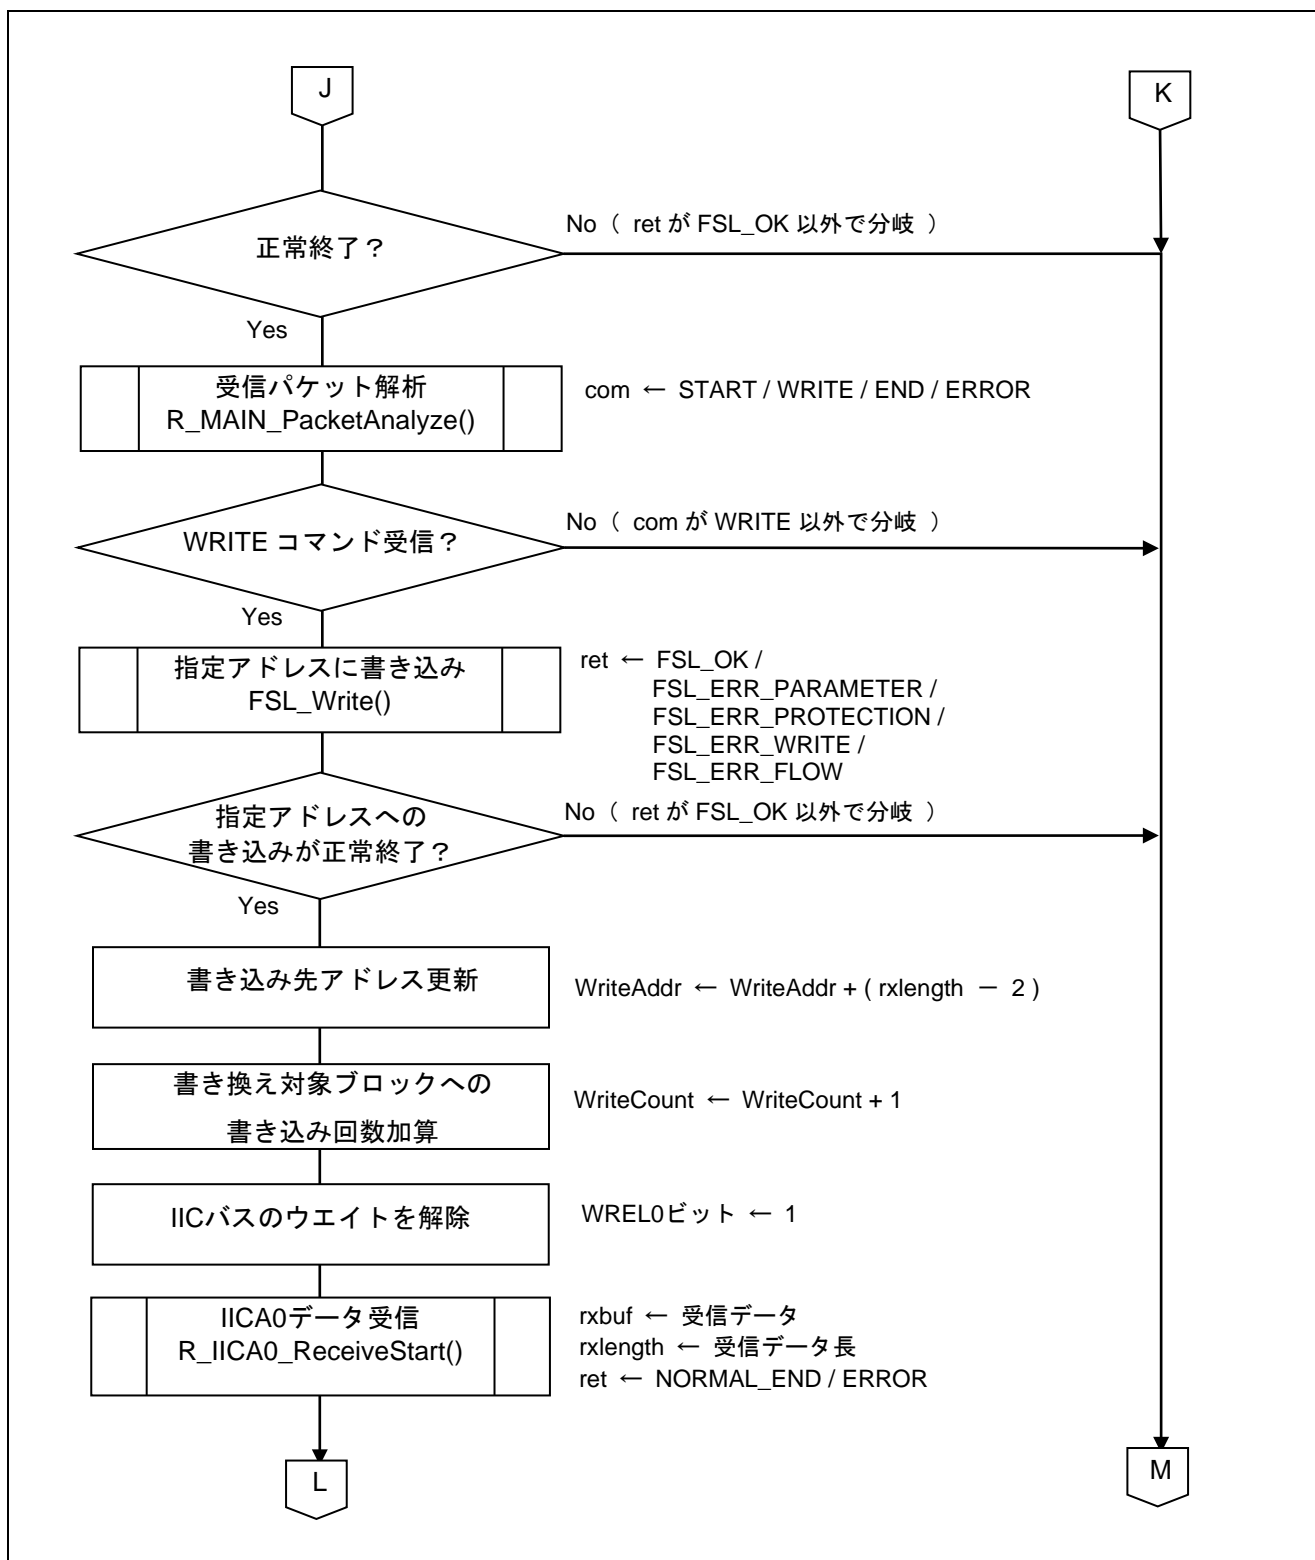 J
K
No（ ret が FSL_OK 以外で分岐 ）
正常終了？
Yes
受信パケット解析
R_MAIN_PacketAnalyze()
com ← START / WRITE / END / ERROR
No（ com が WRITE 以外で分岐 ）
WRITE コマンド受信？
Yes
指定アドレスに書き込み
FSL_Write()
ret ← FSL_OK /
FSL_ERR_PARAMETER /
FSL_ERR_PROTECTION /
FSL_ERR_WRITE /
FSL_ERR_FLOW
No（ ret が FSL_OK 以外で分岐 ）
指定アドレスへの
書き込みが正常終了？
Yes
書き込み先アドレス更新
WriteAddr ← WriteAddr + ( rxlength － 2 )
書き換え対象ブロックへの
書き込み回数加算
WriteCount ← WriteCount + 1
IICバスのウエイトを解除
WREL0ビット ← 1
IICA0データ受信
R_IICA0_ReceiveStart()
rxbuf ← 受信データ
rxlength ← 受信データ長
ret ← NORMAL_END / ERROR
L
M